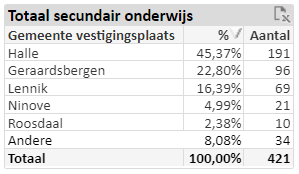 Totaal secundair onderwijs
Gemeente vestigingsplaats % Aantal
Halle 45,37% 191
Geraardsbergen 22,80% 96
Lennik 16,39% 69
Ninove 4,99% 21
Roosdaal 2,38% 10
Andere 8,08% 34
Totaal 100,00% 421